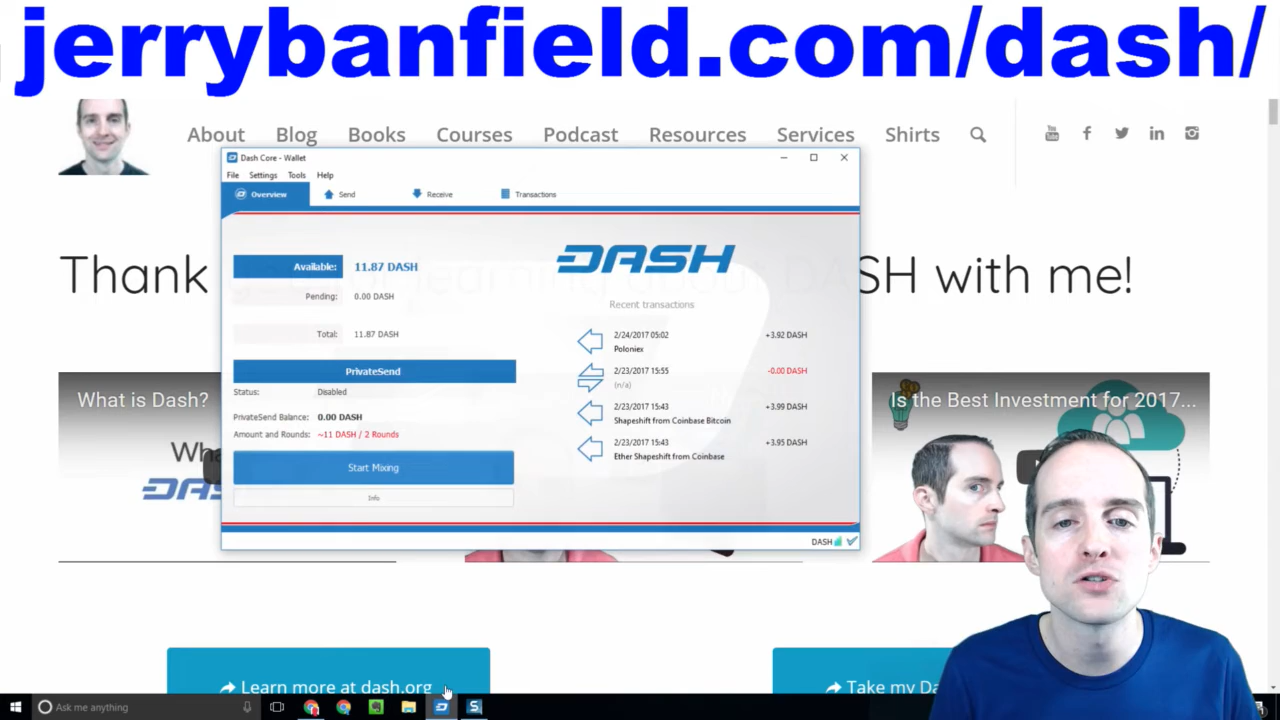 jerrybanfield.com/dash/
About Blog Books Courses Podcast Resources Services Shirts
Dash Core - Wallet
File Settings Tools Help
Overview Send Receive Transactions
Thank
SH with me!
Available: 11.87 DASH
DASH
Pending: 0.00 DASH
Recent transactions
Total: 11.87 DASH
2/24/2017 05:02 +3.92 DASH
Poloniex
PrivateSend
2/23/2017 15:55 -0.00 DASH
(n/a)
Status: Disabled
2/23/2017 15:43 +3.99 DASH
Shapeshift from Coinbase Bitcoin
PrivateSend Balance: 0.00 DASH
Amount and Rounds: ~11 DASH / 2 Rounds
2/23/2017 15:43 +3.95 DASH
Ether Shapeshift from Coinbase
Start Mixing
Info
DASH
What is Dash?
Is the Best Investment for 2017...
Learn more at dash.org
Take my Da
Ask me anything